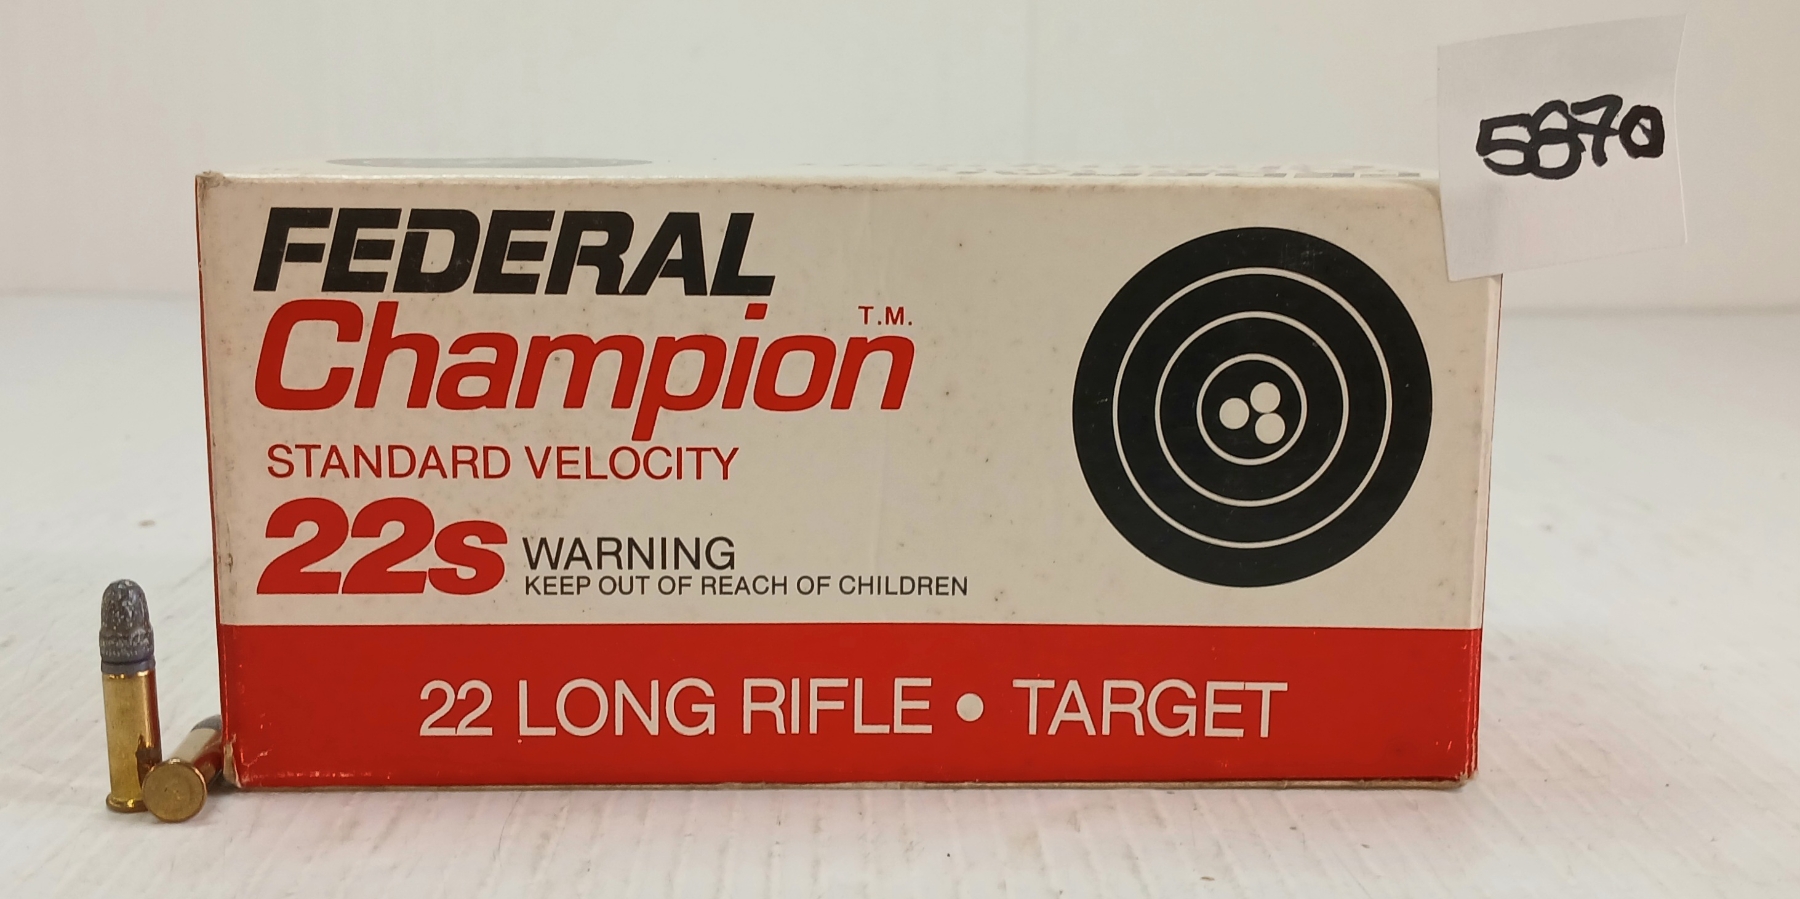 5870
FEDERAL
Champion T.M.
STANDARD VELOCITY
22s WARNING
KEEP OUT OF REACH OF CHILDREN
22 LONG RIFLE • TARGET